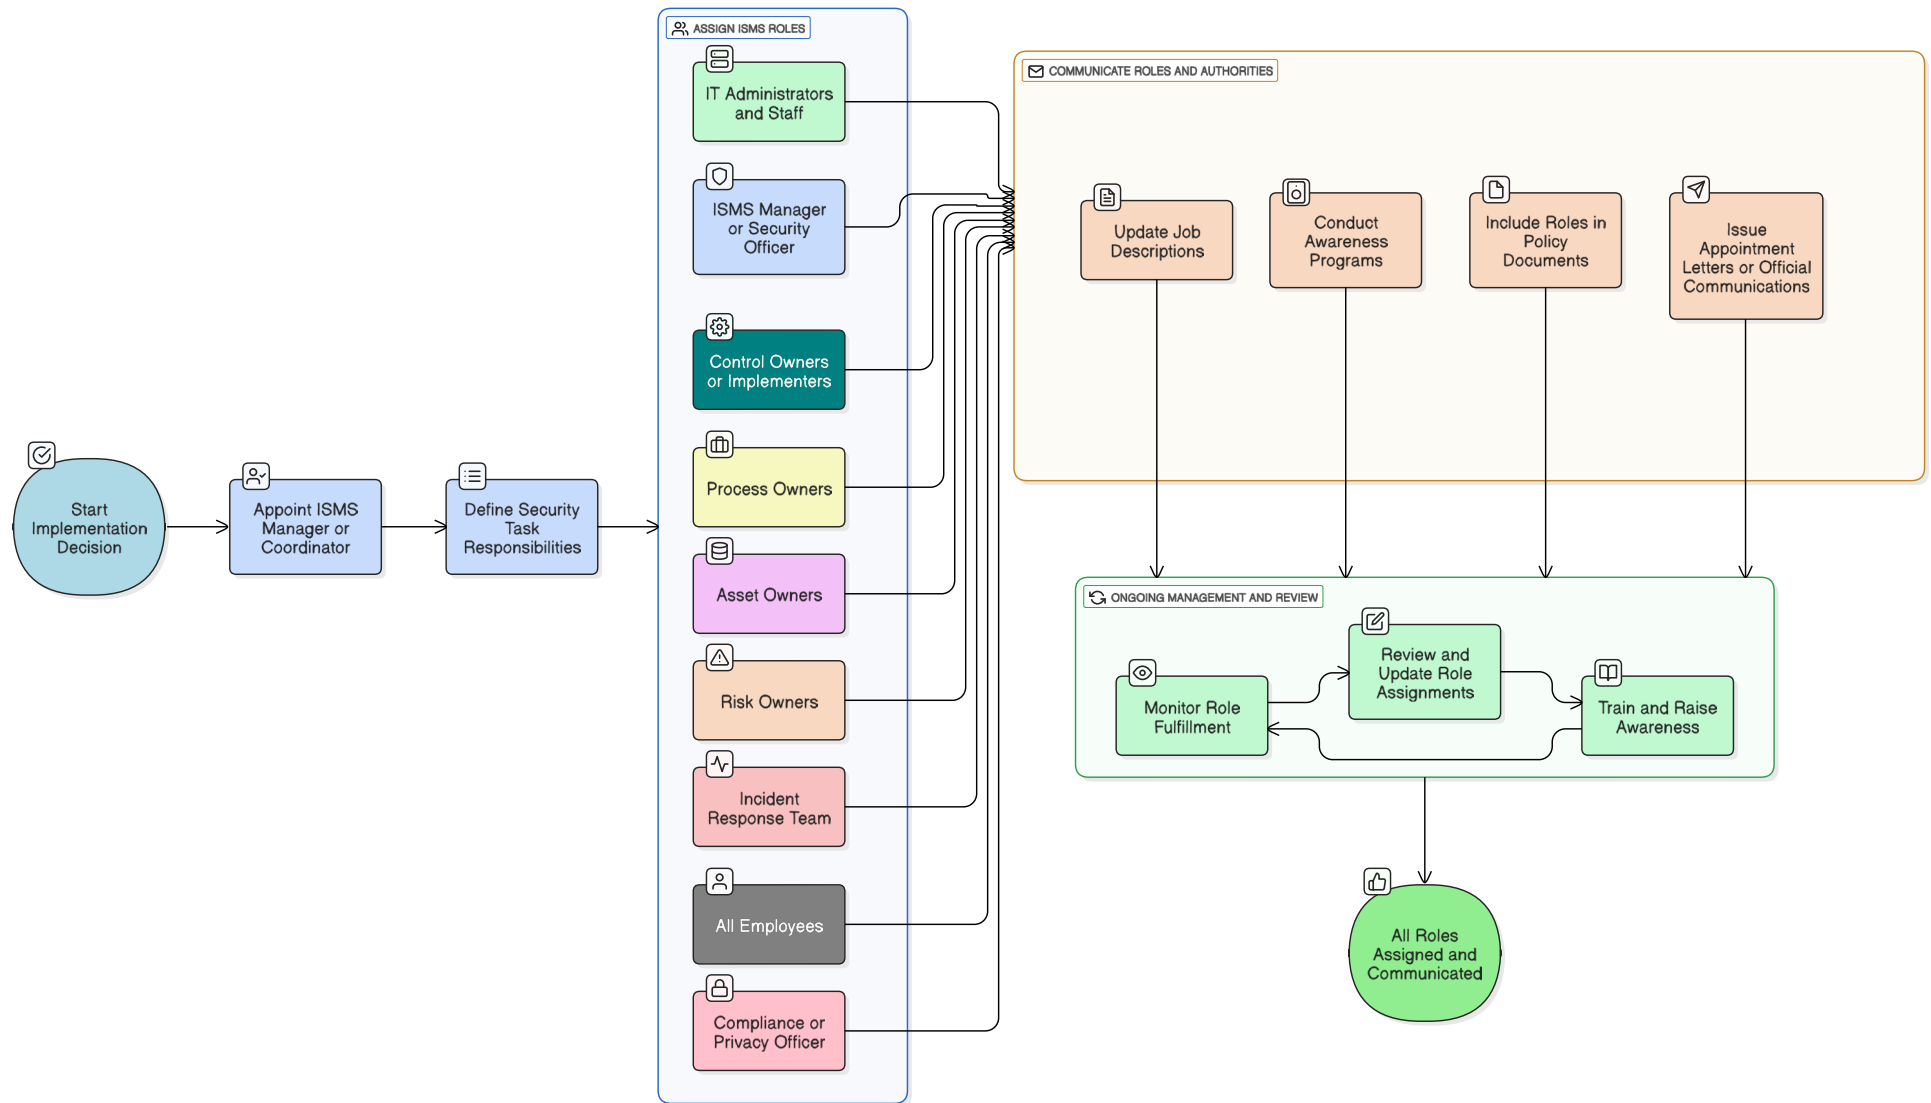 ASSIGN ISMS ROLES
IT Administrators
and Staff
ISMS Manager
or Security
Officer
Control Owners
or Implementers
Process Owners
Asset Owners
Risk Owners
Incident
Response Team
All Employees
Compliance or
Privacy Officer
Start
Implementation
Decision
Appoint ISMS
Manager or
Coordinator
Define Security
Task
Responsibilities
COMMUNICATE ROLES AND AUTHORITIES
Update Job
Descriptions
Conduct
Awareness
Programs
Include Roles in
Policy
Documents
Issue
Appointment
Letters or Official
Communications
ONGOING MANAGEMENT AND REVIEW
Monitor Role
Fulfillment
Review and
Update Role
Assignments
Train and Raise
Awareness
All Roles
Assigned and
Communicated